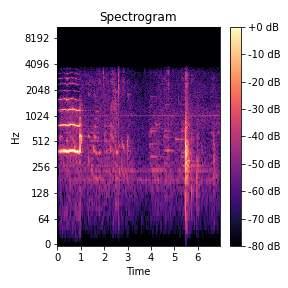 Spectrogram
8192
4096
2048
1024
512
256
128
64
0
Hz
0 1 2 3 4 5 6
Time
+0 dB
-10 dB
-20 dB
-30 dB
-40 dB
-50 dB
-60 dB
-70 dB
-80 dB